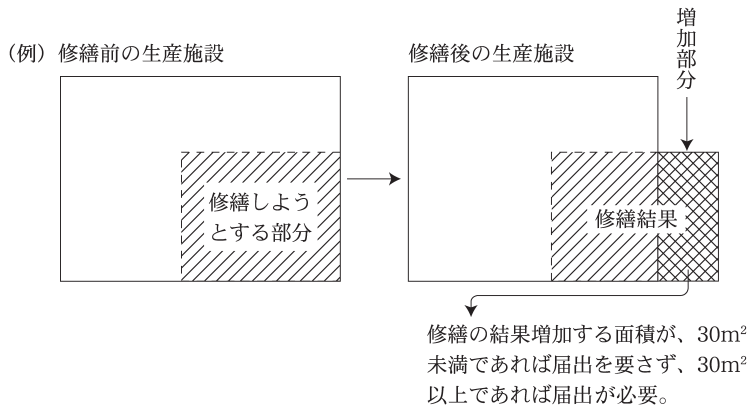 （例）修繕前の生産施設
修繕後の生産施設
増加部分
修繕しよう
とする部分
修繕結果
修繕の結果増加する面積が、30m²
未満であれば届出を要さず、30m²
以上であれば届出が必要。